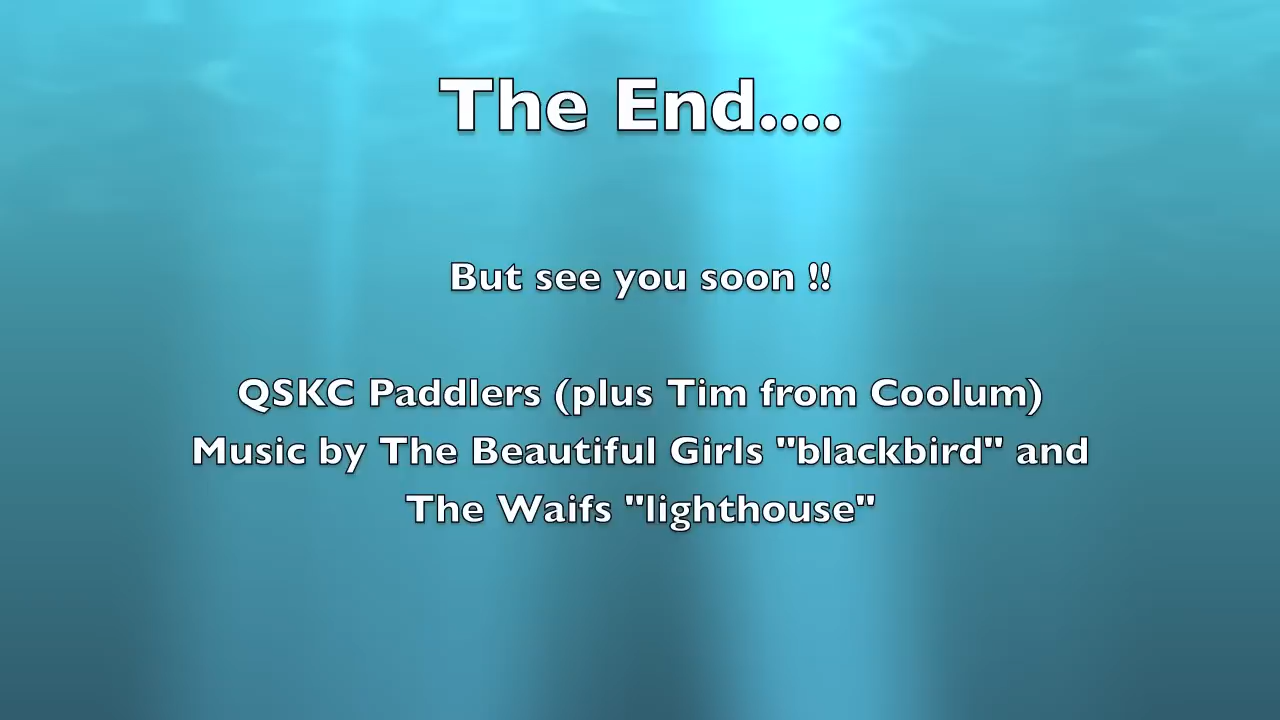 The End....
But see you soon !!
QSKC Paddlers (plus Tim from Coolum)
Music by The Beautiful Girls "blackbird" and
The Waifs "lighthouse"